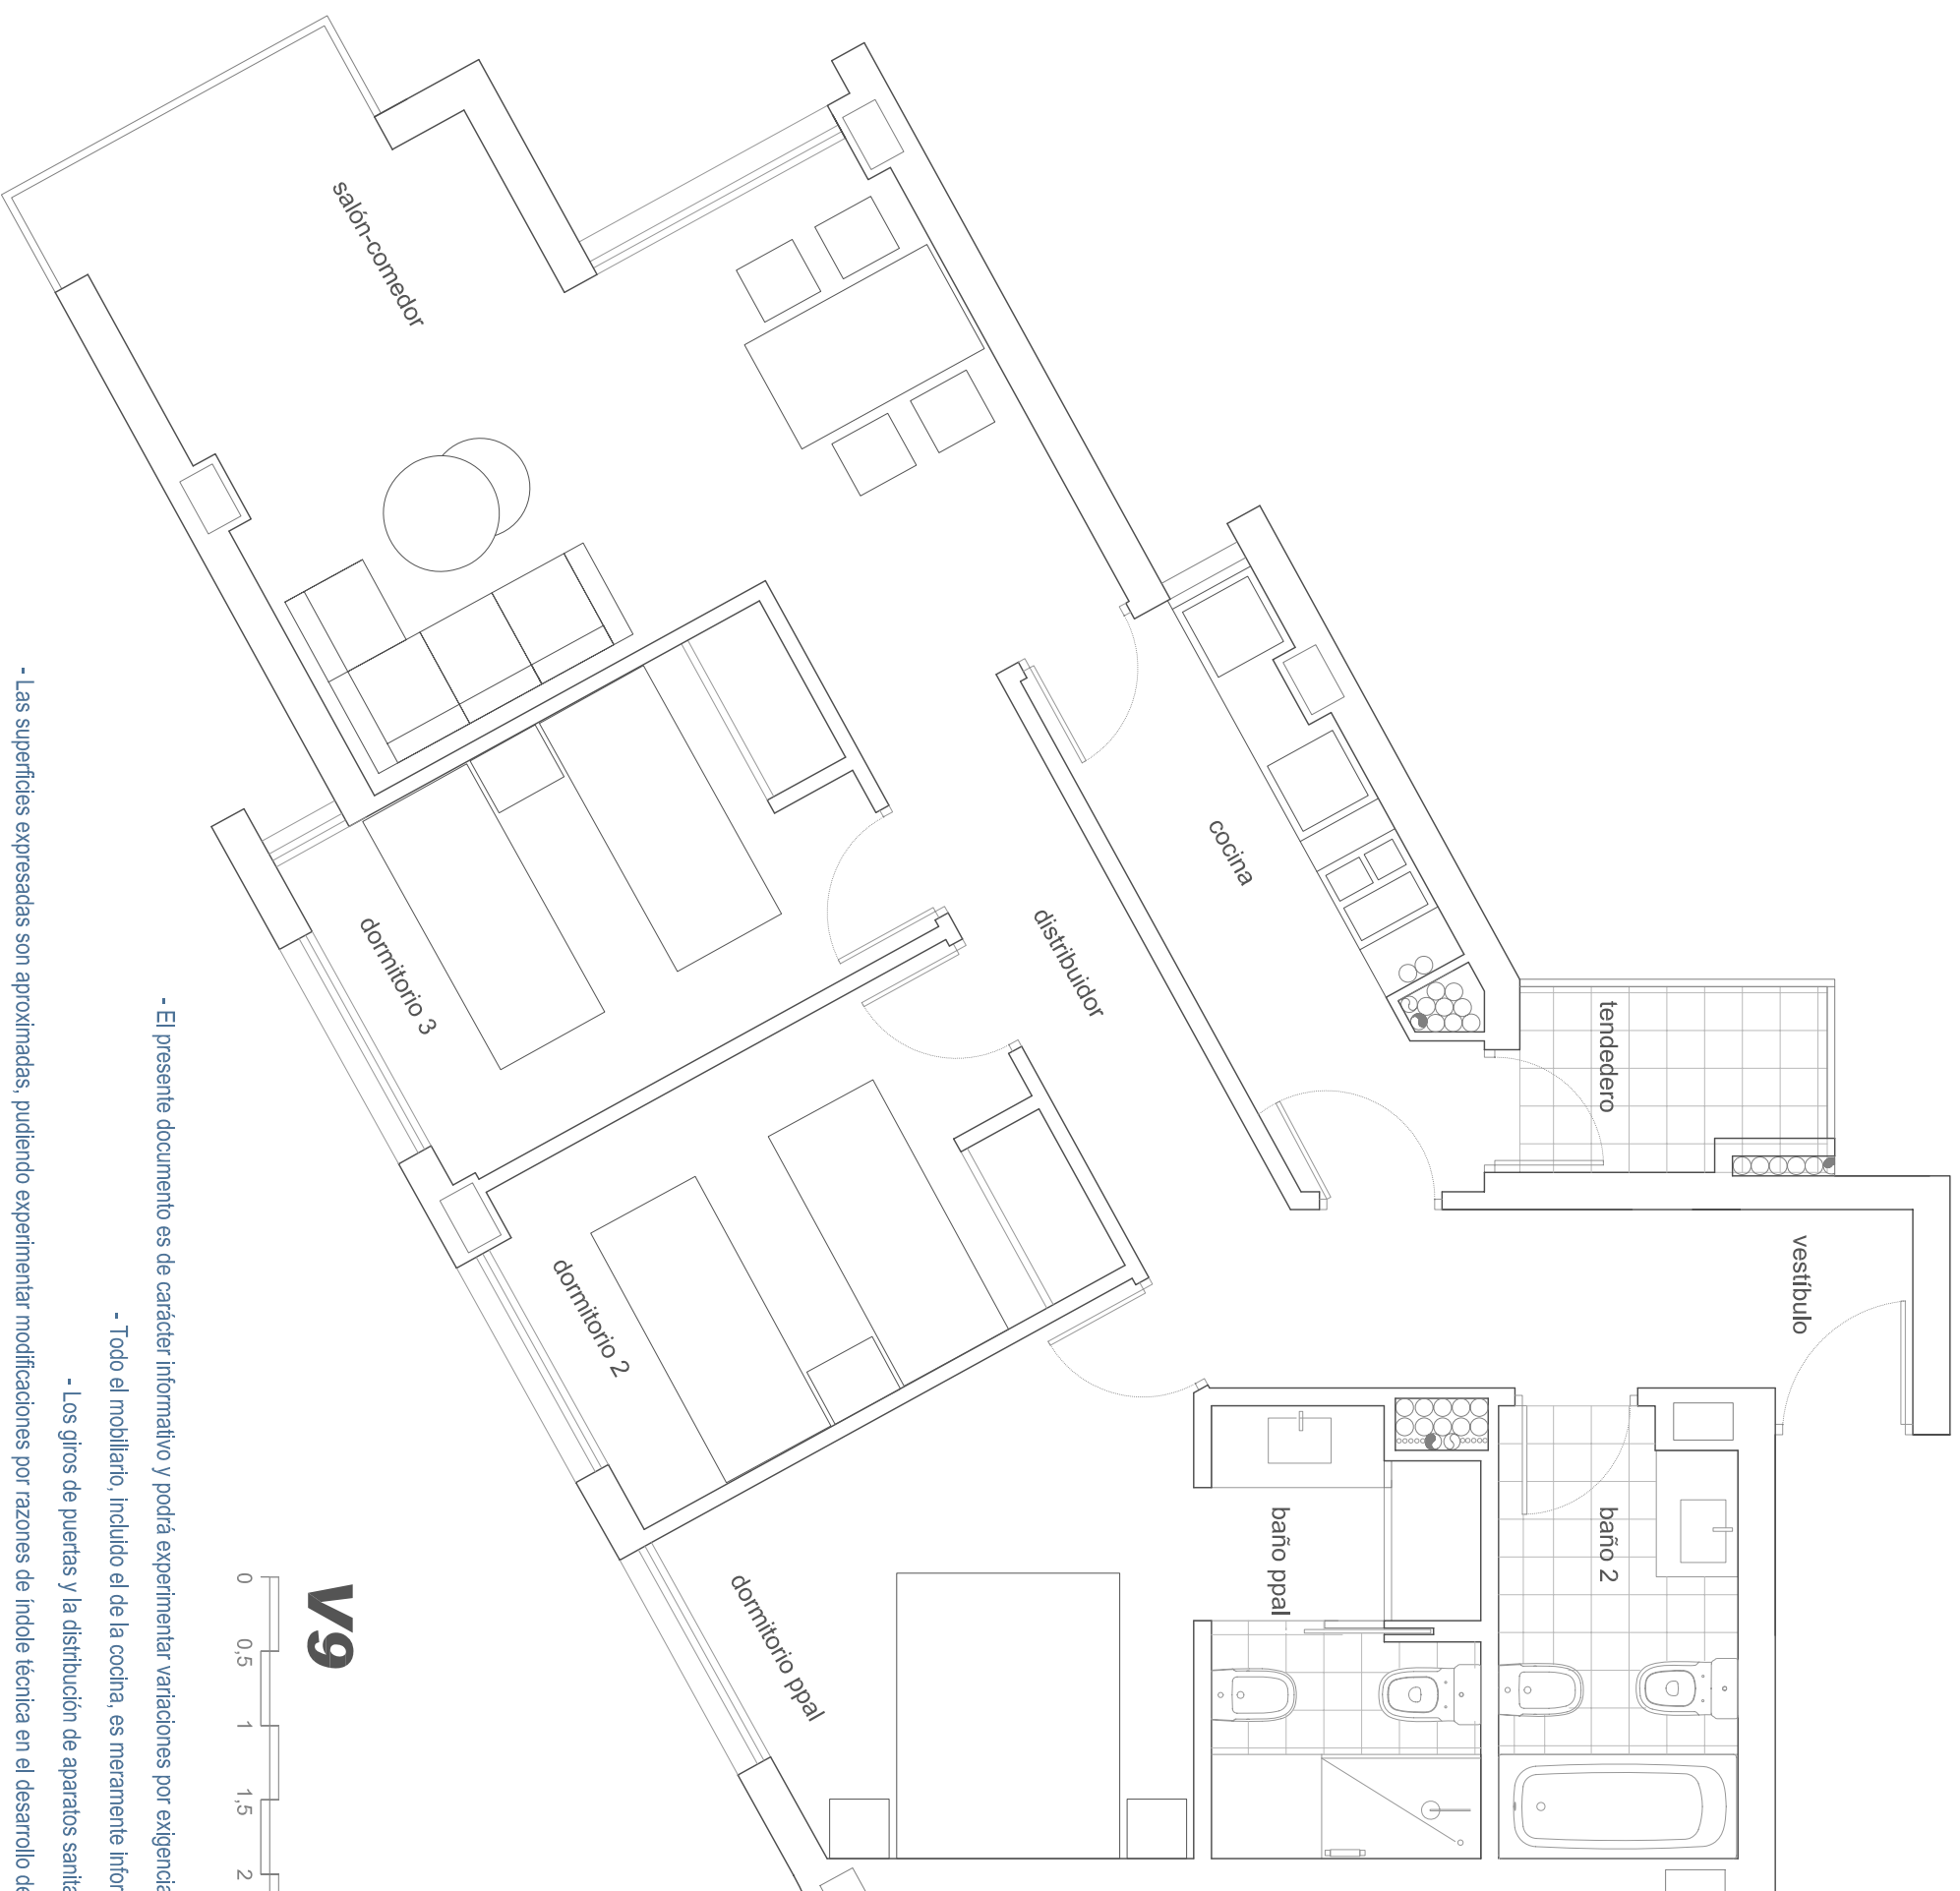 salón-comedor
cocina
tendedero
distribuidor
vestíbulo
dormitorio 3
dormitorio 2
baño ppal
baño 2
dormitorio ppal
V9
0 0,5 1 1,5 2
- El presente documento es de carácter informativo y podrá experimentar variaciones por exigencia
- Todo el mobiliario, incluido el de la cocina, es meramente infor
- Los giros de puertas y la distribución de aparatos sanita
- Las superficies expresadas son aproximadas, pudiendo experimentar modificaciones por razones de índole técnica en el desarrollo de